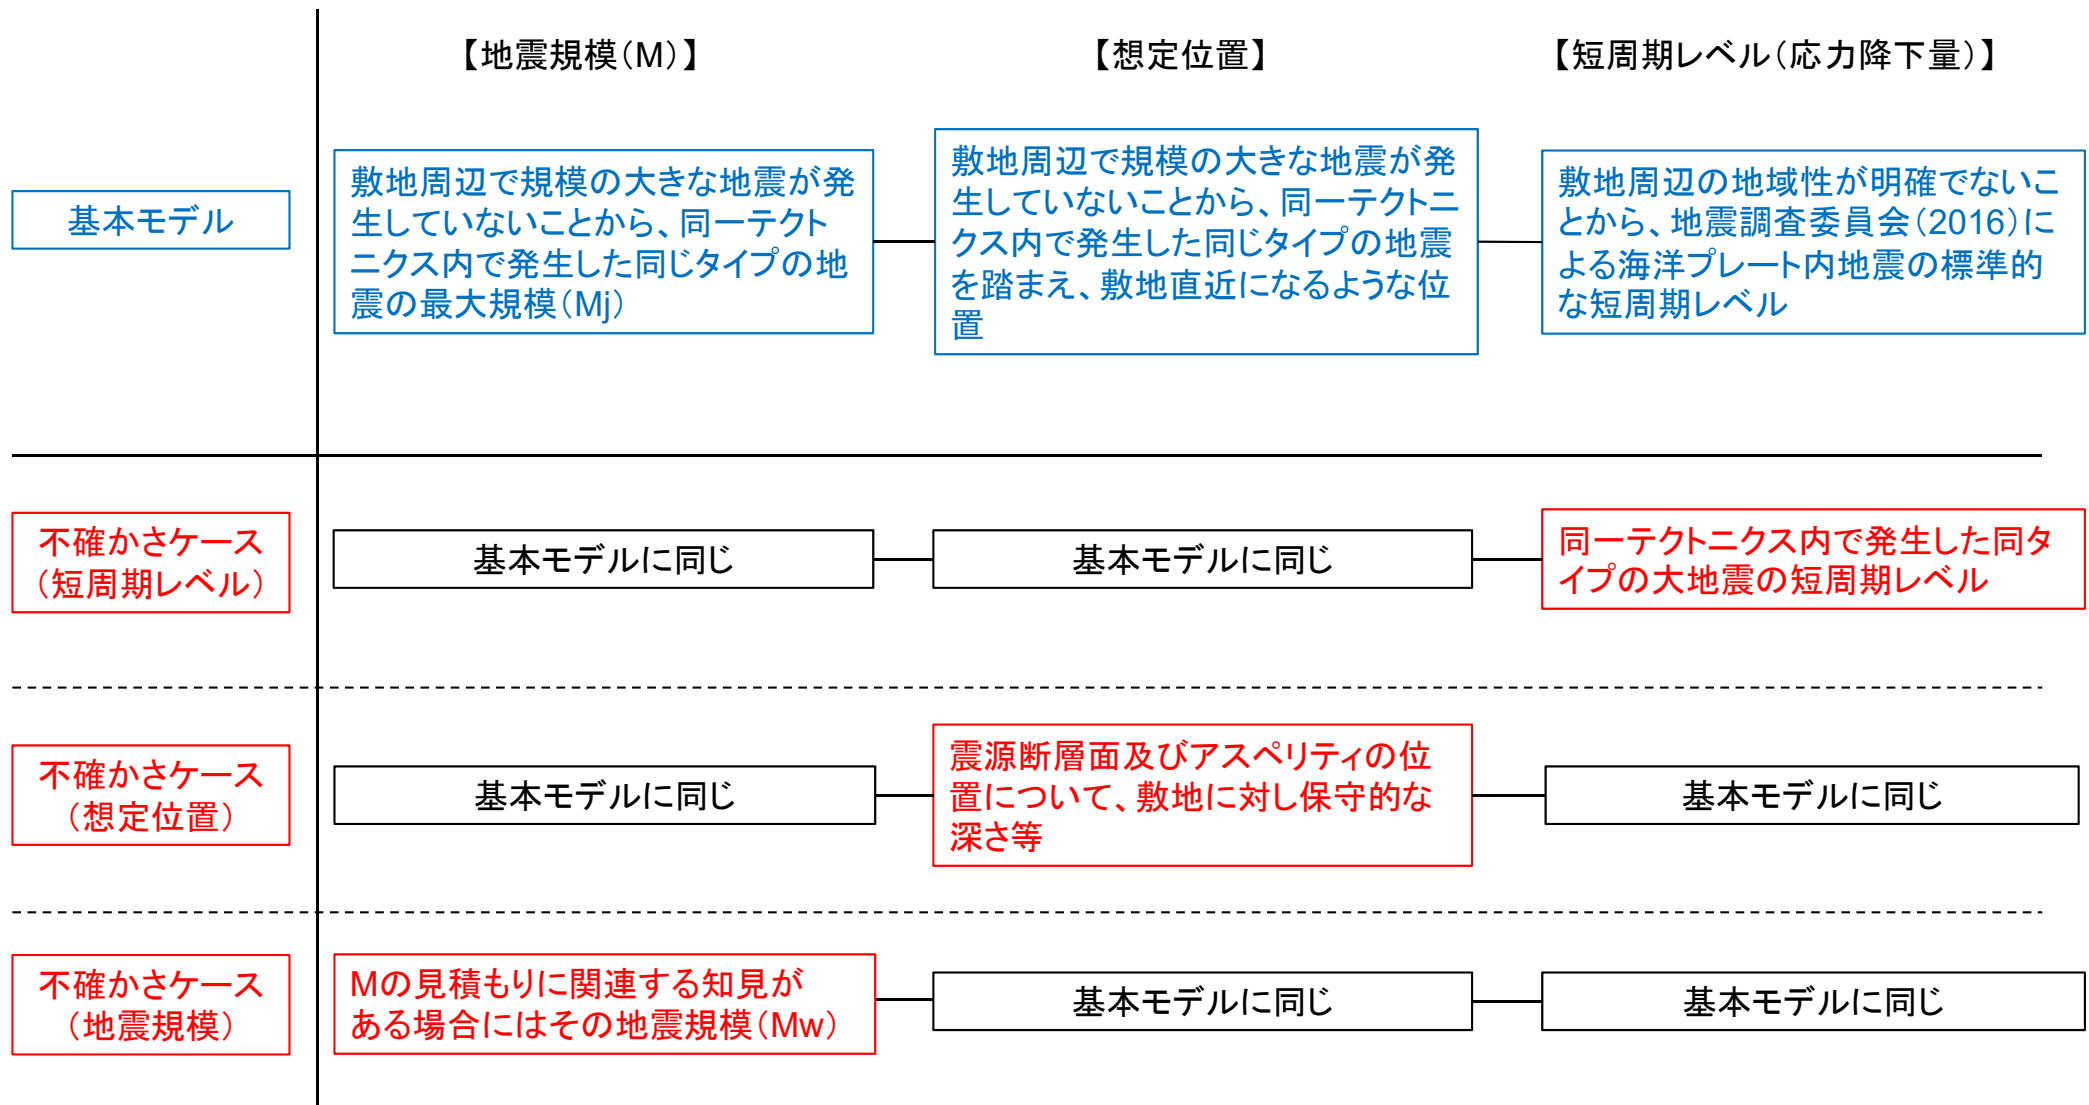 【地震規模（M）】
【想定位置】
【短周期レベル（応力降下量）】
基本モデル
敷地周辺で規模の大きな地震が発
生していないことから、同一テクト
ニクス内で発生した同じタイプの地
震の最大規模（Mj）
敷地周辺で規模の大きな地震が発
生していないことから、同一テクトニ
クス内で発生した同じタイプの地震
を踏まえ、敷地直近になるような位
置
敷地周辺の地域性が明確でないこ
とから、地震調査委員会（2016）に
よる海洋プレート内地震の標準的
な短周期レベル
不確かさケース
（短周期レベル）
基本モデルに同じ
基本モデルに同じ
同一テクトニクス内で発生した同タ
イプの大地震の短周期レベル
不確かさケース
（想定位置）
基本モデルに同じ
震源断層面及びアスペリティの位
置について、敷地に対し保守的な
深さ等
基本モデルに同じ
不確かさケース
（地震規模）
Mの見積もりに関連する知見が
ある場合にはその地震規模（Mw）
基本モデルに同じ
基本モデルに同じ